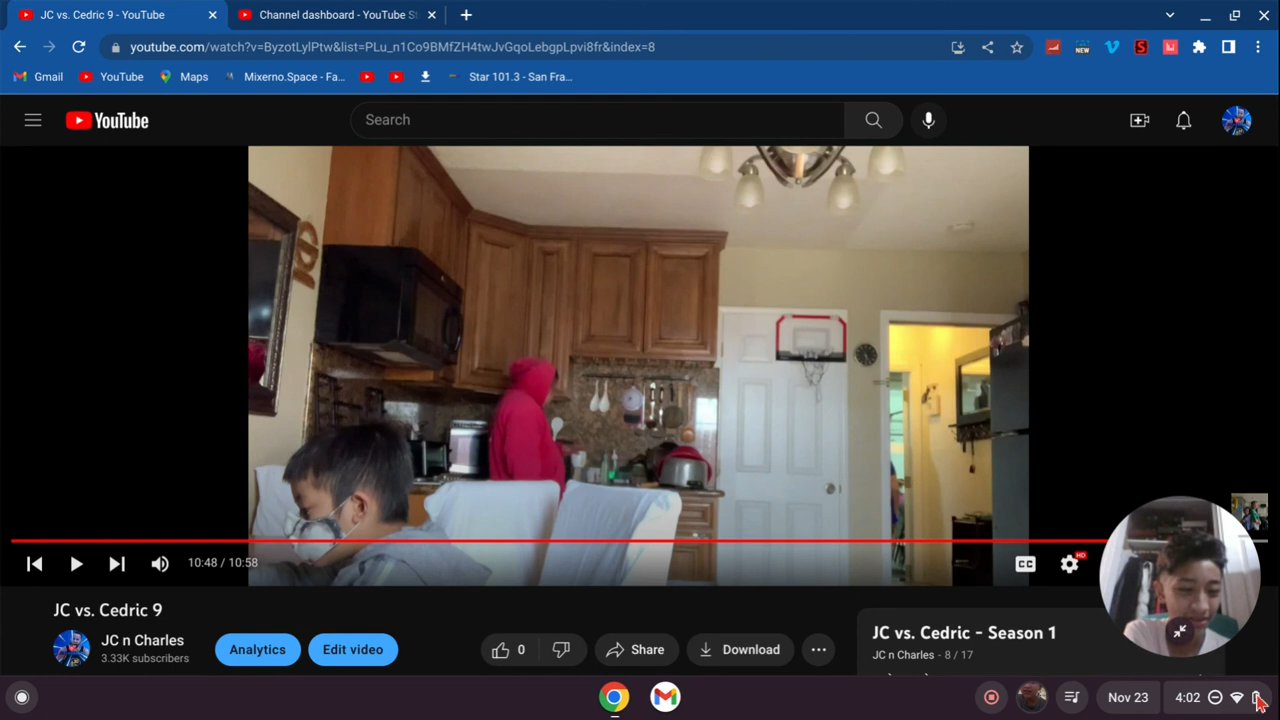 JC vs. Cedric 9 - YouTube
Channel dashboard - YouTube St
youtube.com/watch?v=ByzotLylPtw&list=PLu_n1Co9BMfZH4twJvGqoLebgpLpvi8fr&index=8
NEW
Gmail
YouTube
Maps
Mixerno.Space - Fa...
Star 101.3 - San Fra...
YouTube
Search
10:48 / 10:58
CC
HD
JC vs. Cedric 9
JC n Charles
3.33K subscribers
Analytics
Edit video
0
Share
Download
JC vs. Cedric - Season 1
JC n Charles - 8 / 17
Nov 23
4:02